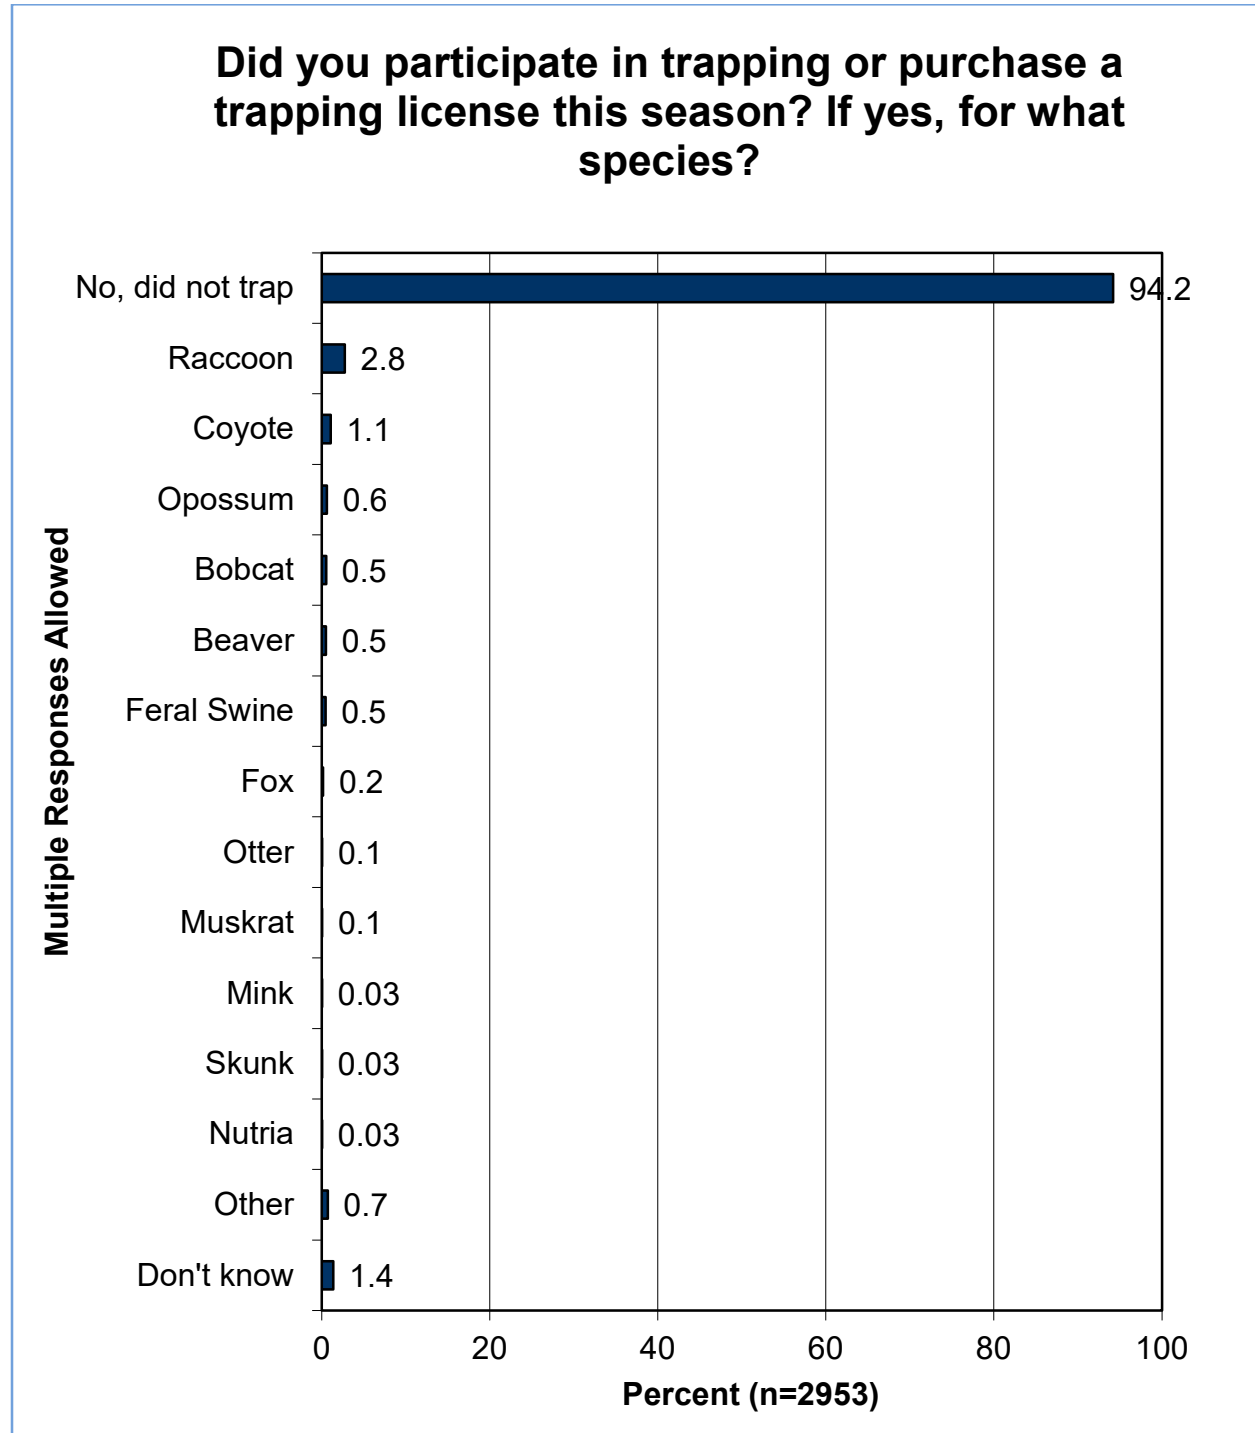 Did you participate in trapping or purchase a
trapping license this season? If yes, for what
species?
Multiple Responses Allowed
No, did not trap 94.2
Raccoon 2.8
Coyote 1.1
Opossum 0.6
Bobcat 0.5
Beaver 0.5
Feral Swine 0.5
Fox 0.2
Otter 0.1
Muskrat 0.1
Mink 0.03
Skunk 0.03
Nutria 0.03
Other 0.7
Don't know 1.4
0 20 40 60 80 100
Percent (n=2953)